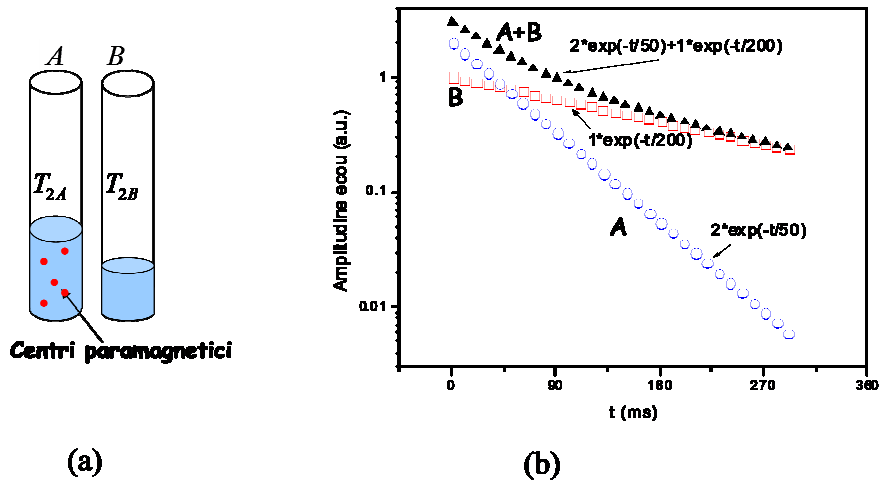 A B
T2A T2B
Centri paramagnetici
(a)
A+B
2*exp(-t/50)+1*exp(-t/200)
B
1*exp(-t/200)
A
2*exp(-t/50)
Amplitudine ecou (a.u.)
1
0.1
0.01
0 90 180 270 360
t (ms)
(b)